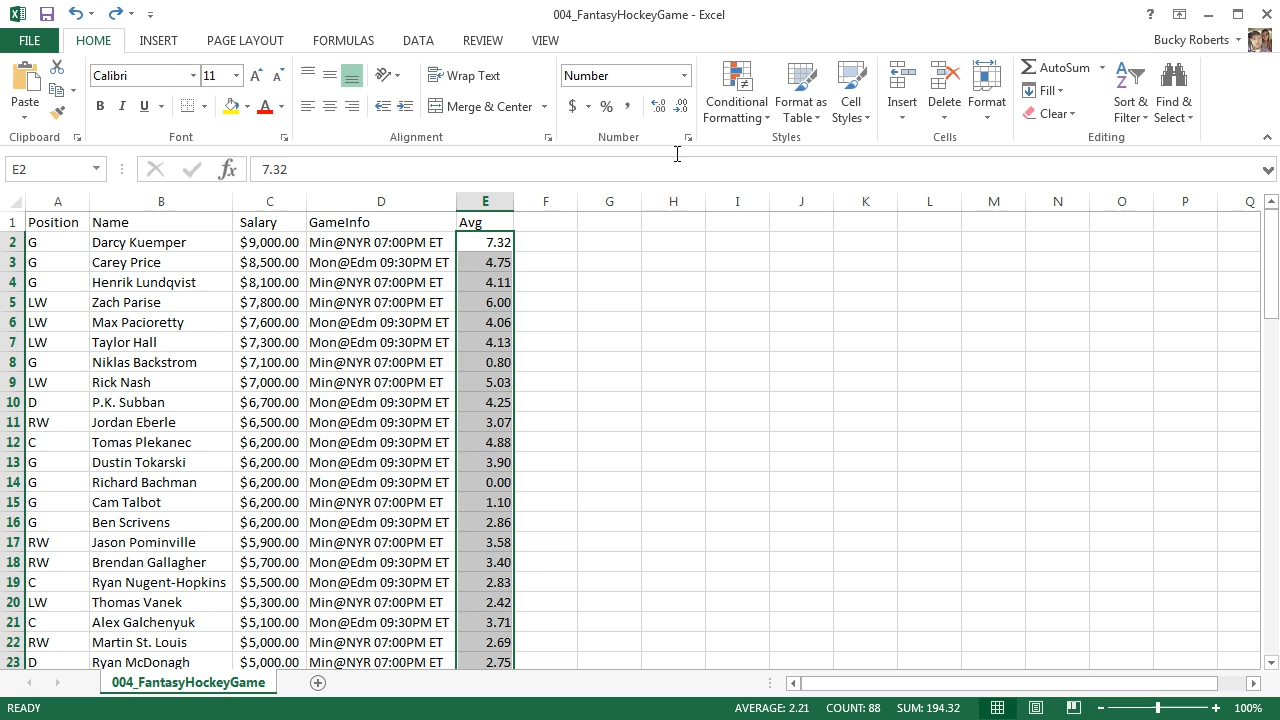 004_FantasyHockeyGame - Excel
FILE HOME INSERT PAGE LAYOUT FORMULAS DATA REVIEW VIEW Bucky Roberts
Paste
Clipboard
Calibri 11
B I U
Font
Wrap Text
Merge & Center
Alignment
Number
$ % ,
Number
Conditional Formatting
Format as Table
Cell Styles
Styles
Insert Delete Format
Cells
AutoSum
Fill
Clear
Sort & Filter
Find & Select
Editing
E2 fx 7.32
A B C D E F G H I J K L M N O P Q
1 Position Name Salary GameInfo Avg
2 G Darcy Kuemper $9,000.00 Min@NYR 07:00PM ET 7.32
3 G Carey Price $8,500.00 Mon@Edm 09:30PM ET 4.75
4 G Henrik Lundqvist $8,100.00 Min@NYR 07:00PM ET 4.11
5 LW Zach Parise $7,800.00 Min@NYR 07:00PM ET 6.00
6 LW Max Pacioretty $7,600.00 Mon@Edm 09:30PM ET 4.06
7 LW Taylor Hall $7,300.00 Mon@Edm 09:30PM ET 4.13
8 G Niklas Backstrom $7,100.00 Min@NYR 07:00PM ET 0.80
9 LW Rick Nash $7,000.00 Min@NYR 07:00PM ET 5.03
10 D P.K. Subban $6,700.00 Mon@Edm 09:30PM ET 4.25
11 RW Jordan Eberle $6,500.00 Mon@Edm 09:30PM ET 3.07
12 C Tomas Plekanec $6,200.00 Mon@Edm 09:30PM ET 4.88
13 G Dustin Tokarski $6,200.00 Mon@Edm 09:30PM ET 3.90
14 G Richard Bachman $6,200.00 Mon@Edm 09:30PM ET 0.00
15 G Cam Talbot $6,200.00 Min@NYR 07:00PM ET 1.10
16 G Ben Scrivens $6,200.00 Mon@Edm 09:30PM ET 2.86
17 RW Jason Pominville $5,900.00 Min@NYR 07:00PM ET 3.58
18 RW Brendan Gallagher $5,700.00 Mon@Edm 09:30PM ET 3.40
19 C Ryan Nugent-Hopkins $5,500.00 Mon@Edm 09:30PM ET 2.83
20 LW Thomas Vanek $5,300.00 Min@NYR 07:00PM ET 2.42
21 C Alex Galchenyuk $5,100.00 Mon@Edm 09:30PM ET 3.71
22 RW Martin St. Louis $5,000.00 Min@NYR 07:00PM ET 2.69
23 D Ryan McDonagh $5,000.00 Min@NYR 07:00PM ET 2.75
004_FantasyHockeyGame
READY AVERAGE: 2.21 COUNT: 88 SUM: 194.32 100%